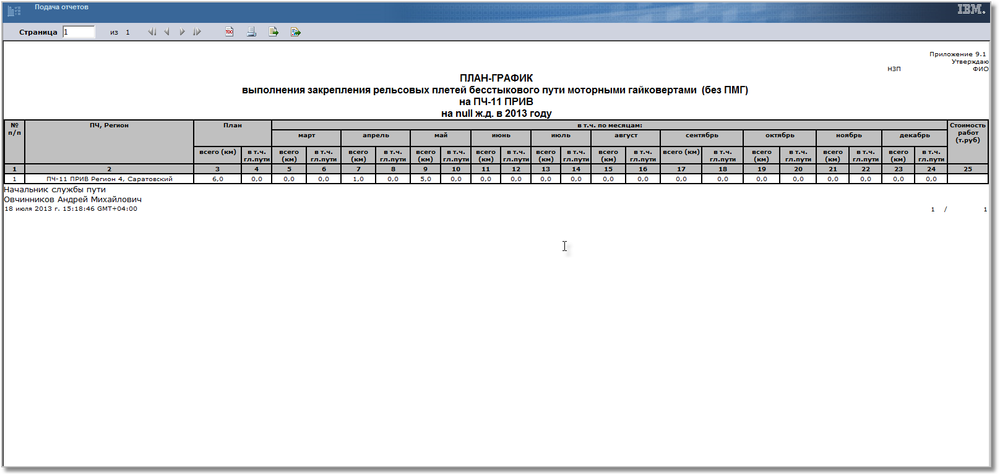 Подача отчетов
IBM.
Страница 1 из 1
TOC
Приложение 9.1
Утверждаю
НЗП ФИО
ПЛАН-ГРАФИК
выполнения закрепления рельсовых плетей бесстыкового пути моторными гайковертами (без ПМГ)
на ПЧ-11 ПРИВ
на null ж.д. в 2013 году
№ п/п ПЧ, Регион План в т.ч. по месяцам: Стоимость работ (т.руб)
март апрель май июнь июль август сентябрь октябрь ноябрь декабрь
всего (км) в т.ч. гл.пути всего (км) в т.ч. гл.пути всего (км) в т.ч. гл.пути всего (км) в т.ч. гл.пути всего (км) в т.ч. гл.пути всего (км) в т.ч. гл.пути всего (км) в т.ч. гл.пути всего (км) в т.ч. гл.пути всего (км) в т.ч. гл.пути всего (км) в т.ч. гл.пути всего (км) в т.ч. гл.пути
1 2 3 4 5 6 7 8 9 10 11 12 13 14 15 16 17 18 19 20 21 22 23 24 25
1 ПЧ-11 ПРИВ Регион 4, Саратовский 6,0 0,0 0,0 0,0 1,0 0,0 5,0 0,0 0,0 0,0 0,0 0,0 0,0 0,0 0,0 0,0 0,0 0,0 0,0 0,0 0,0 0,0
Начальник службы пути
Овчинников Андрей Михайлович
18 июля 2013 г. 15:18:46 GMT+04:00 1 / 1